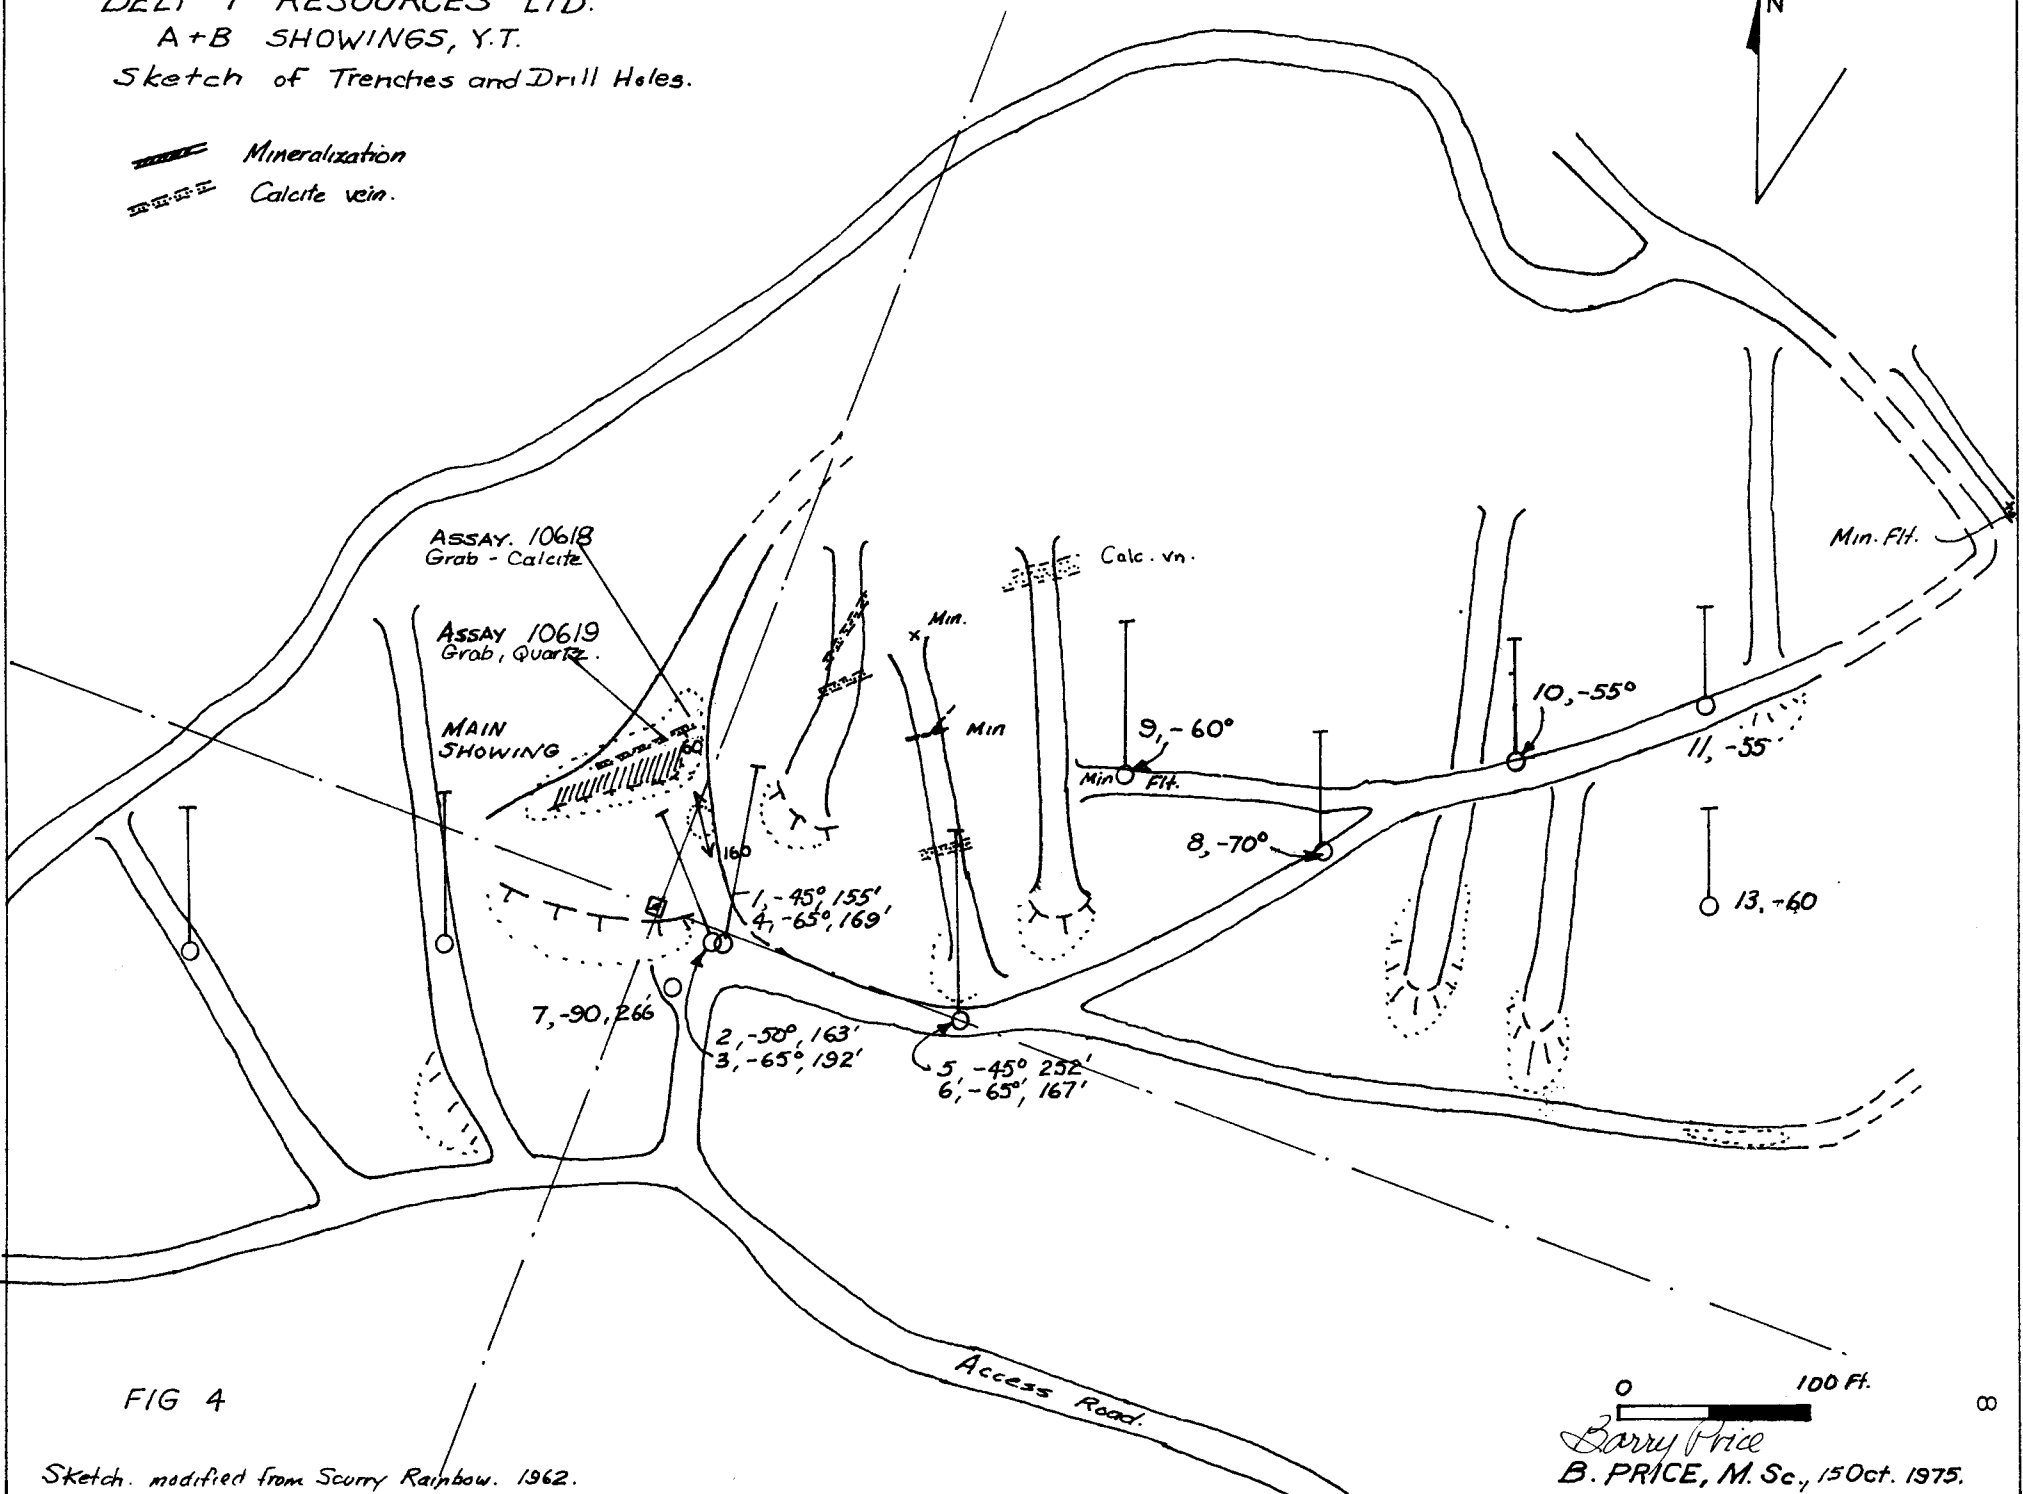 RESOURCES LTD.
A+B SHOWINGS, Y.T.
Sketch of Trenches and Drill Holes.
N
Mineralization
Calcite vein.
ASSAY. 10618
Grab - Calcite
ASSAY 10619
Grab, Quartz.
MAIN
SHOWING
60
160
Min.
Min
Calc. vn.
Min. Flt.
9, -60°
Min Flt.
10, -55°
11, -55
8, -70°
13, -60
1, -45°, 155'
4, -65°, 169'
7, -90, 266'
2, -50°, 163'
3, -65°, 192'
5, -45° 252'
6, -65°, 167'
Access Road.
FIG 4
0 100 Ft.
8
Barry Price
B. PRICE, M. Sc., 15 Oct. 1975.
Sketch. modified from Scurry Rainbow. 1962.